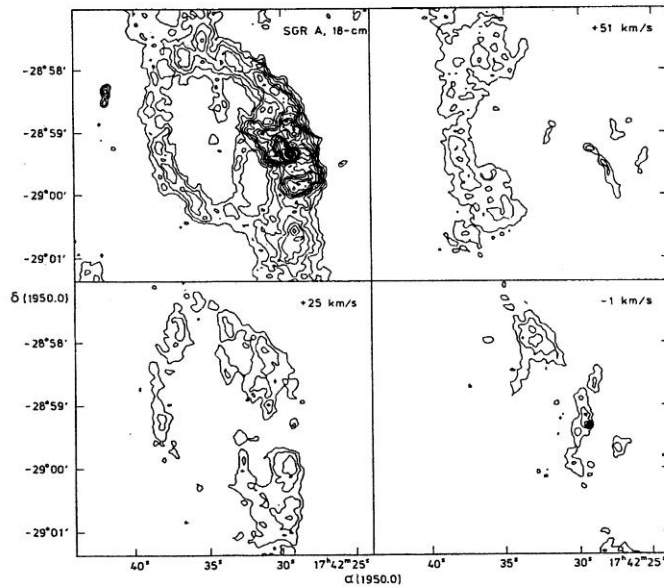 SGR A, 18-cm
+51 km/s
-28°58'
-28°59'
-29°00'
-29°01'
δ (1950.0)
+25 km/s
-1 km/s
-28°58'
-28°59'
-29°00'
-29°01'
40ˢ 35ˢ 30ˢ 17ʰ42ᵐ25ˢ 40ˢ 35ˢ 30ˢ 17ʰ42ᵐ25ˢ
α (1950.0)